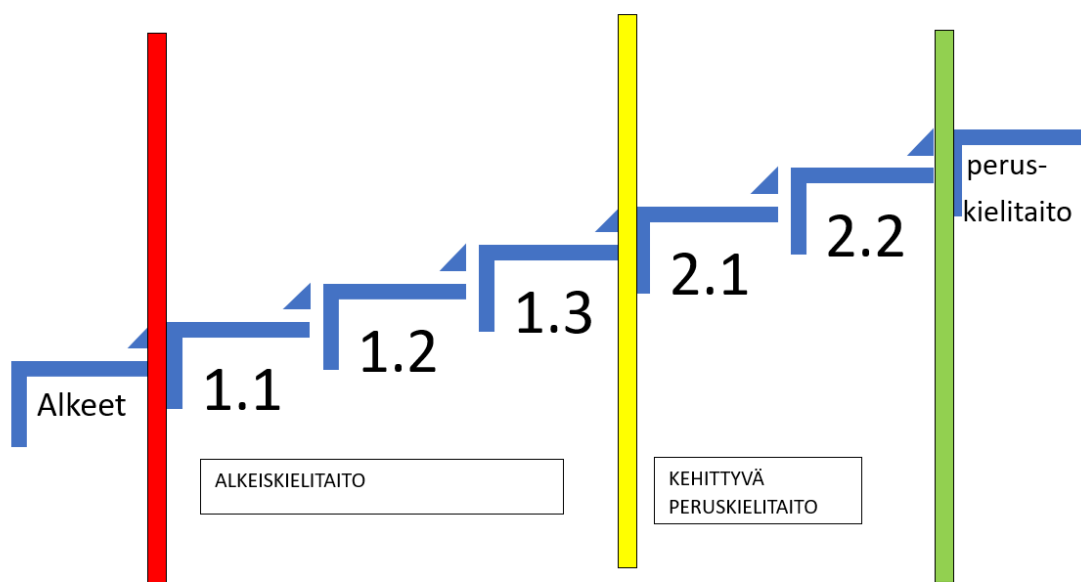 Alkeet
1.1
1.2
1.3
2.1
2.2
perus-
kielitaito
ALKEISKIELITAITO
KEHITTYVÄ
PERUSKIELITAITO